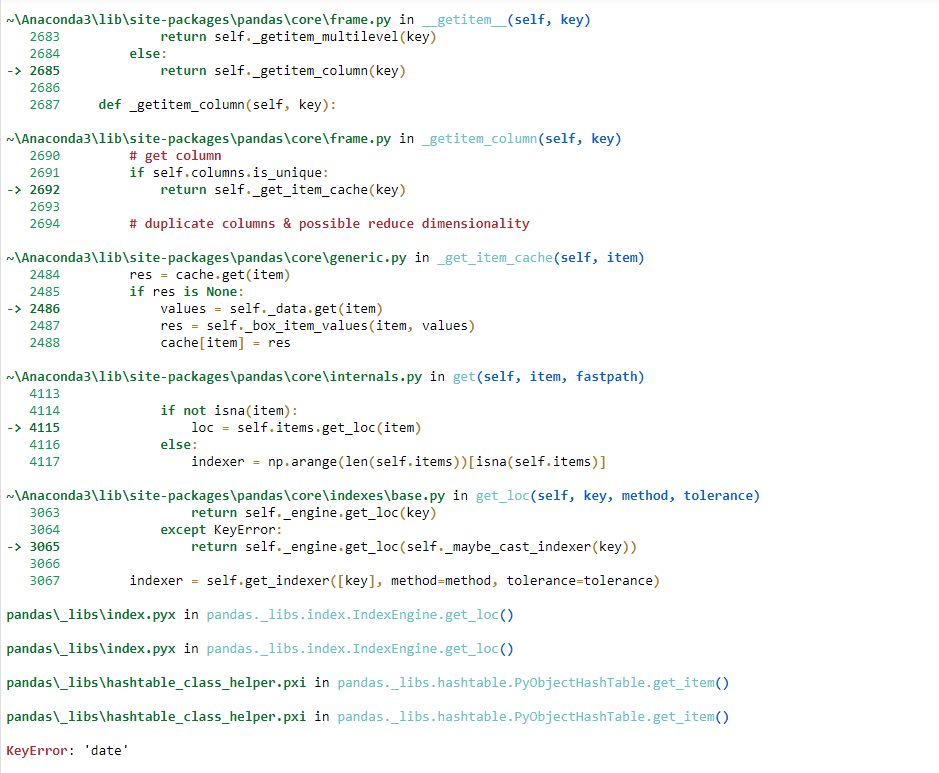 ~\Anaconda3\lib\site-packages\pandas\core\frame.py in __getitem__(self, key)
   2683             return self._getitem_multilevel(key)
   2684         else:
-> 2685             return self._getitem_column(key)
   2686
   2687     def _getitem_column(self, key):

~\Anaconda3\lib\site-packages\pandas\core\frame.py in _getitem_column(self, key)
   2690         # get column
   2691         if self.columns.is_unique:
-> 2692             return self._get_item_cache(key)
   2693
   2694         # duplicate columns & possible reduce dimensionality

~\Anaconda3\lib\site-packages\pandas\core\generic.py in _get_item_cache(self, item)
   2484         res = cache.get(item)
   2485         if res is None:
-> 2486             values = self._data.get(item)
   2487             res = self._box_item_values(item, values)
   2488             cache[item] = res

~\Anaconda3\lib\site-packages\pandas\core\internals.py in get(self, item, fastpath)
   4113
   4114             if not isna(item):
-> 4115                 loc = self.items.get_loc(item)
   4116             else:
   4117                 indexer = np.arange(len(self.items))[isna(self.items)]

~\Anaconda3\lib\site-packages\pandas\core\indexes\base.py in get_loc(self, key, method, tolerance)
   3063                 return self._engine.get_loc(key)
   3064             except KeyError:
-> 3065                 return self._engine.get_loc(self._maybe_cast_indexer(key))
   3066
   3067         indexer = self.get_indexer([key], method=method, tolerance=tolerance)

pandas\_libs\index.pyx in pandas._libs.index.IndexEngine.get_loc()

pandas\_libs\index.pyx in pandas._libs.index.IndexEngine.get_loc()

pandas\_libs\hashtable_class_helper.pxi in pandas._libs.hashtable.PyObjectHashTable.get_item()

pandas\_libs\hashtable_class_helper.pxi in pandas._libs.hashtable.PyObjectHashTable.get_item()

KeyError: 'date'